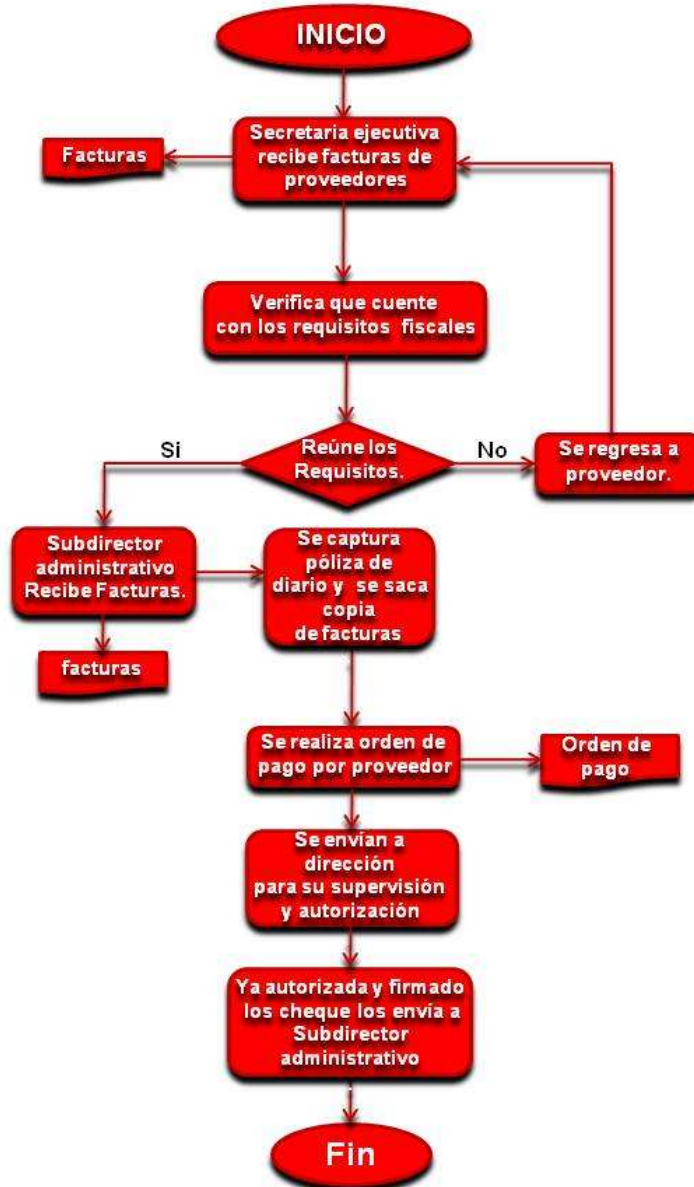 INICIO
Secretaria ejecutiva
recibe facturas de
proveedores
Facturas
Verifica que cuente
con los requisitos fiscales
Reúne los
Requisitos.
Si
No
Se regresa a
proveedor.
Subdirector
administrativo
Recibe Facturas.
facturas
Se captura
póliza de
diario y se saca
copia
de facturas
Se realiza orden de
pago por proveedor
Orden de
pago
Se envían a
dirección
para su supervisión
y autorización
Ya autorizada y firmado
los cheque los envía a
Subdirector
administrativo
Fin